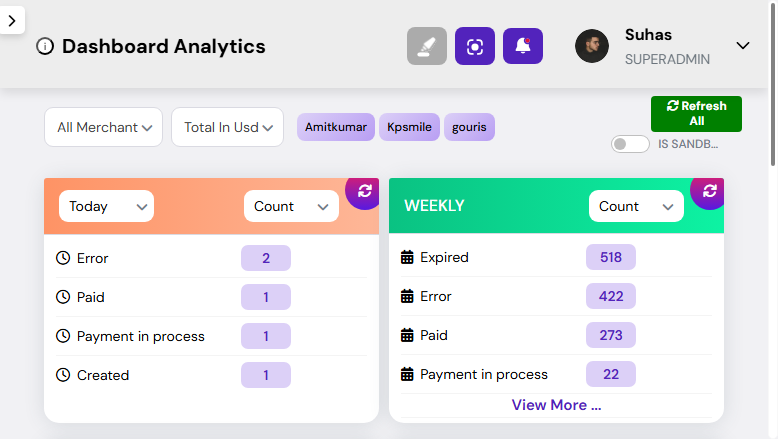 Dashboard Analytics
Suhas
SUPERADMIN
All Merchant
Total In Usd
Amitkumar
Kpsmile
gouris
Refresh
All
IS SANDB...
Today
Count
Error
2
Paid
1
Payment in process
1
Created
1
WEEKLY
Count
Expired
518
Error
422
Paid
273
Payment in process
22
View More ...